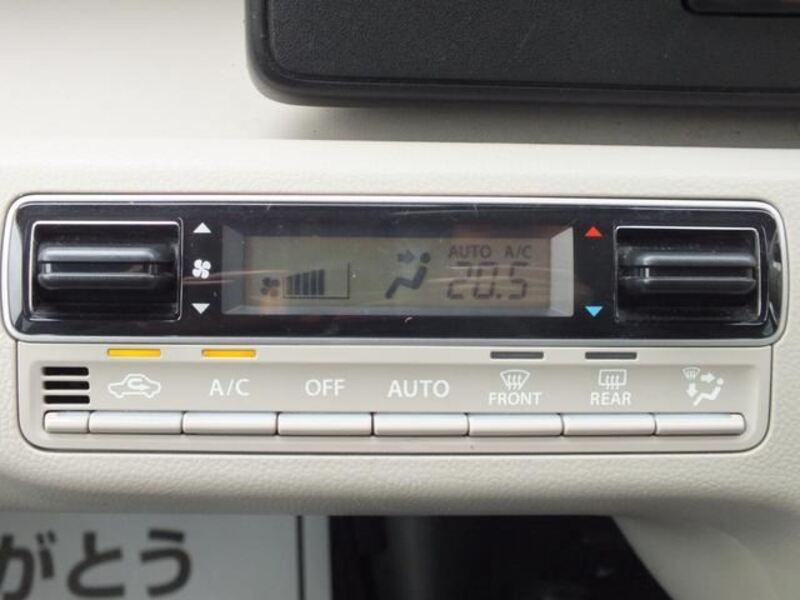 AUTO A/C
20.5
A/C OFF AUTO FRONT REAR
がとう